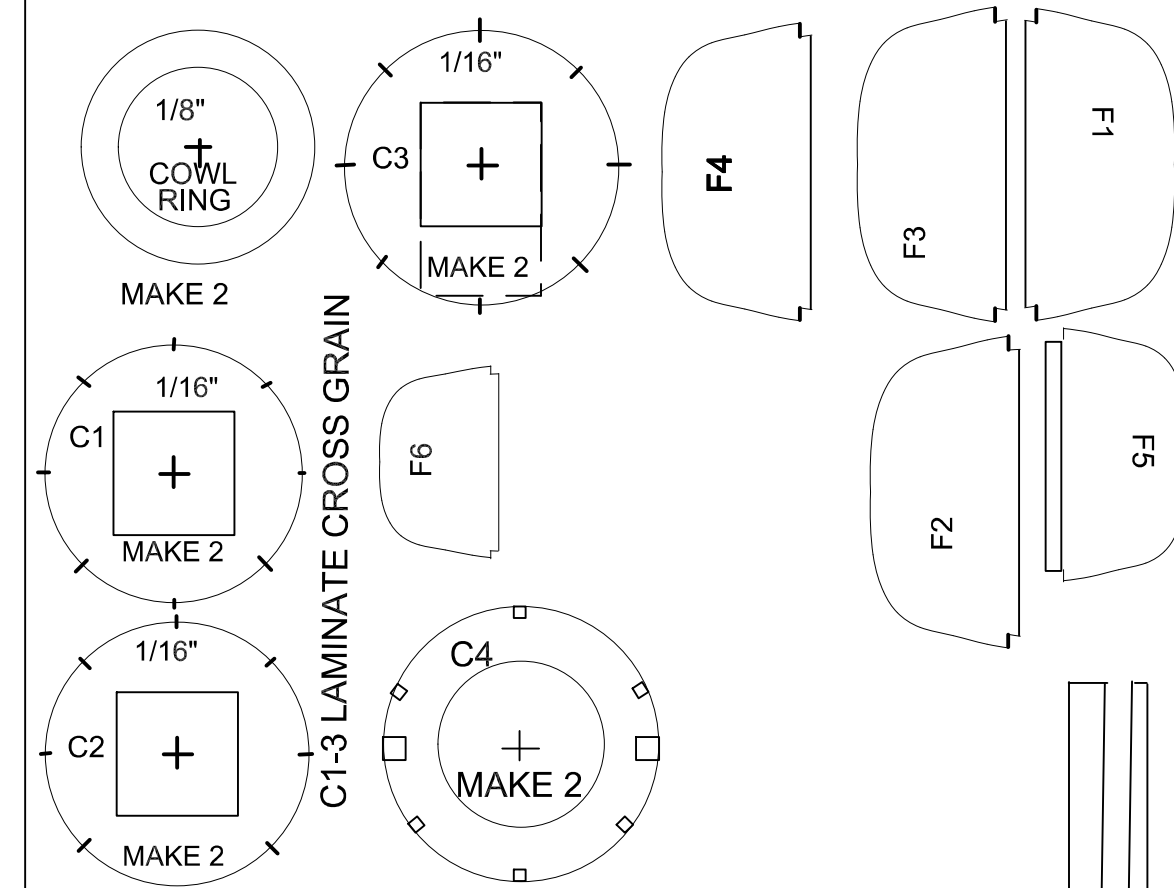 1/8"
COWL
RING
MAKE 2
1/16"
C3
MAKE 2
F4
F3
F1
1/16"
C1
MAKE 2
C1-3 LAMINATE CROSS GRAIN
F6
F2
F5
1/16"
C2
MAKE 2
C4
MAKE 2